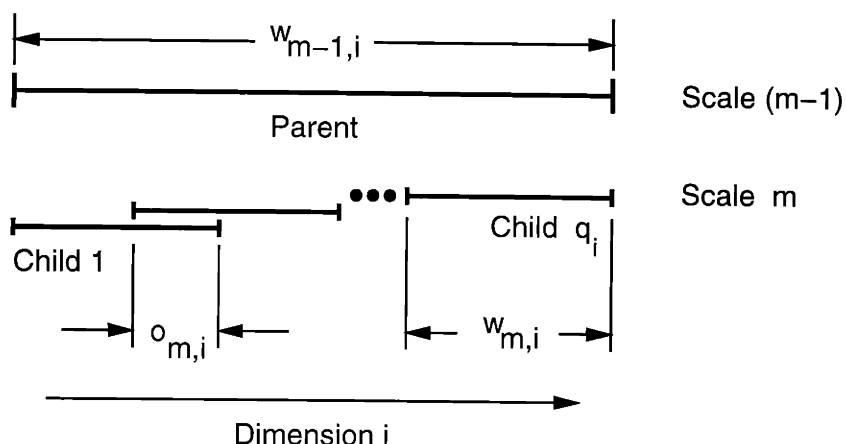 w_{m−1,i}
Scale (m−1)
Parent
Scale m
Child 1
Child q_i
o_{m,i}
w_{m,i}
Dimension i